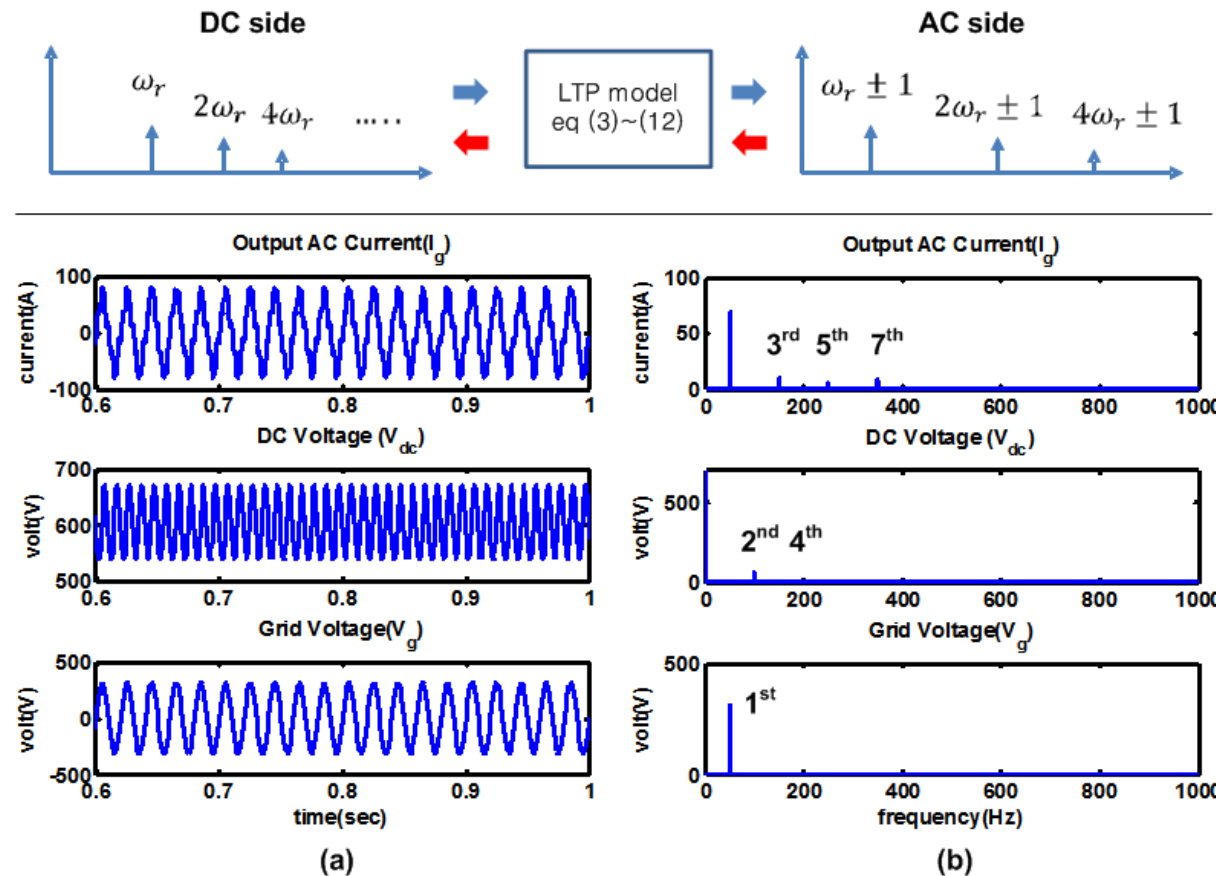 DC side
AC side
ωr
2ωr
4ωr
.....
LTP model
eq (3)~(12)
ωr ± 1
2ωr ± 1
4ωr ± 1
Output AC Current(Ig)
current(A)
100
0
-100
0.6 0.7 0.8 0.9 1
DC Voltage (Vdc)
volt(V)
700
600
500
0.6 0.7 0.8 0.9 1
Grid Voltage(Vg)
volt(V)
500
0
-500
0.6 0.7 0.8 0.9 1
time(sec)
(a)
Output AC Current(Ig)
current(A)
100
50
0
3rd 5th 7th
0 200 400 600 800 1000
DC Voltage (Vdc)
volt(V)
500
0
2nd 4th
0 200 400 600 800 1000
Grid Voltage(Vg)
volt(V)
500
0
1st
0 200 400 600 800 1000
frequency(Hz)
(b)